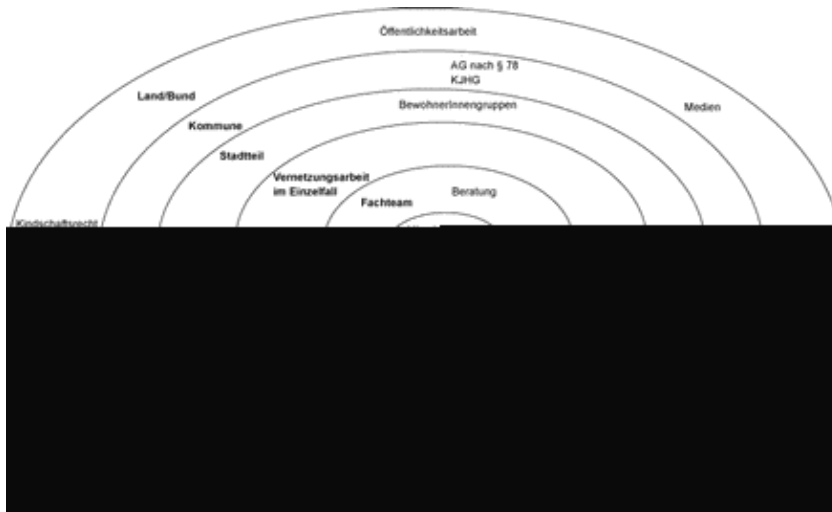 Öffentlichkeitsarbeit
AG nach § 78
KJHG
Land/Bund
BewohnerInnengruppen
Medien
Kommune
Stadtteil
Vernetzungsarbeit
im Einzelfall
Beratung
Fachteam
Kindschaftsrecht